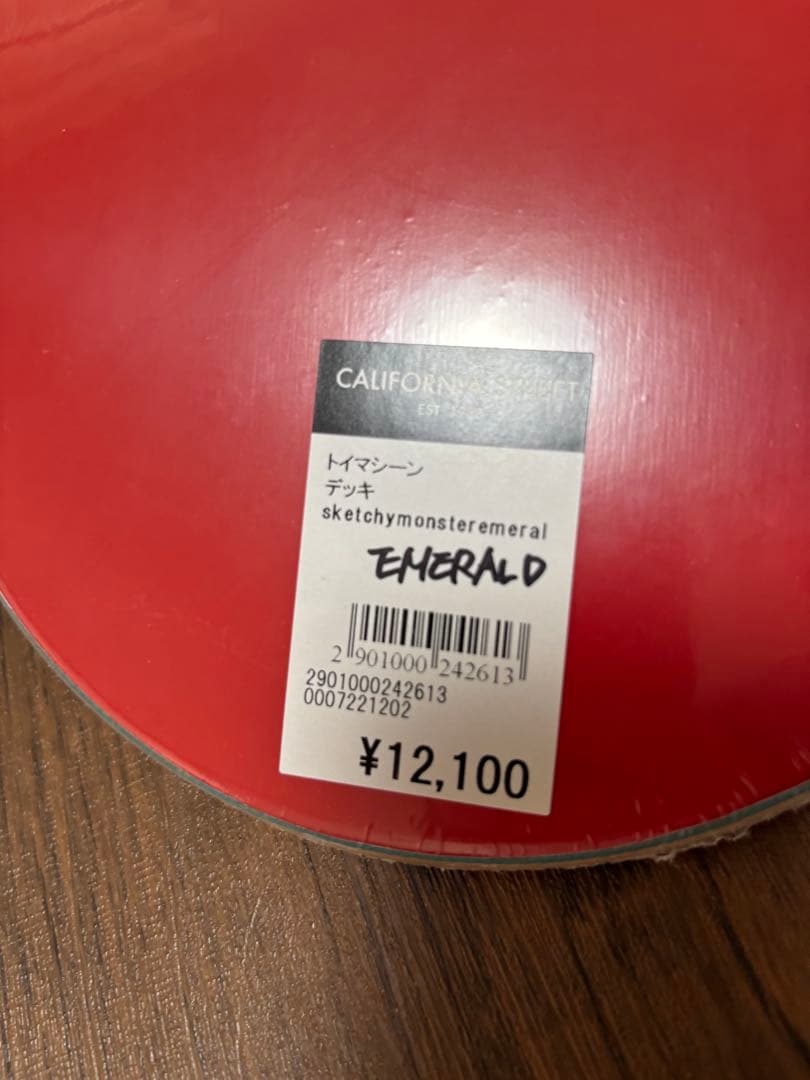 CALIFORNIA STREET
EST
トイマシーン
デッキ
sketchymonsteremeral
EMERALD
2 901000 242613
2901000242613
0007221202
¥12,100